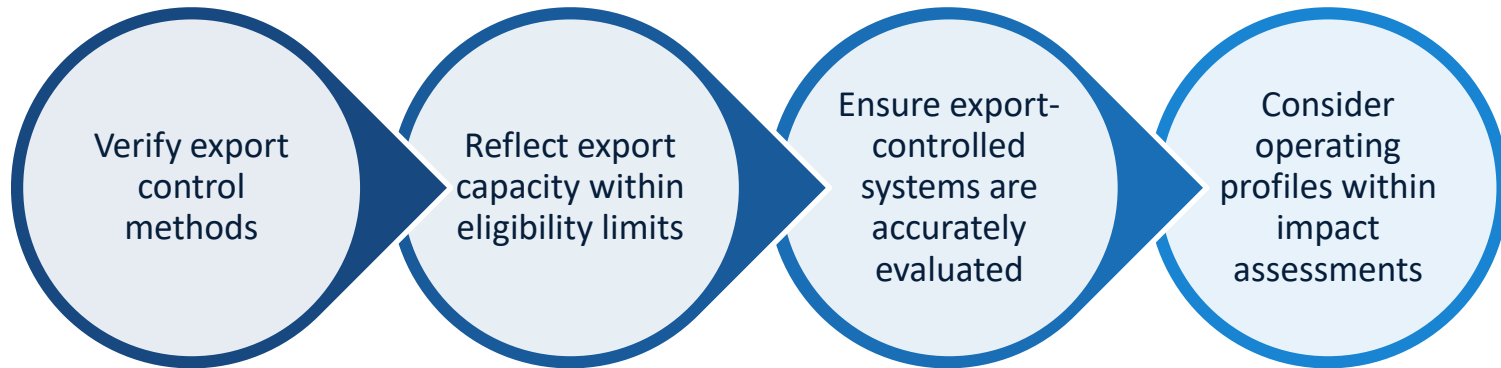 Verify export
control
methods
Reflect export
capacity within
eligibility limits
Ensure export-
controlled
systems are
accurately
evaluated
Consider
operating
profiles within
impact
assessments